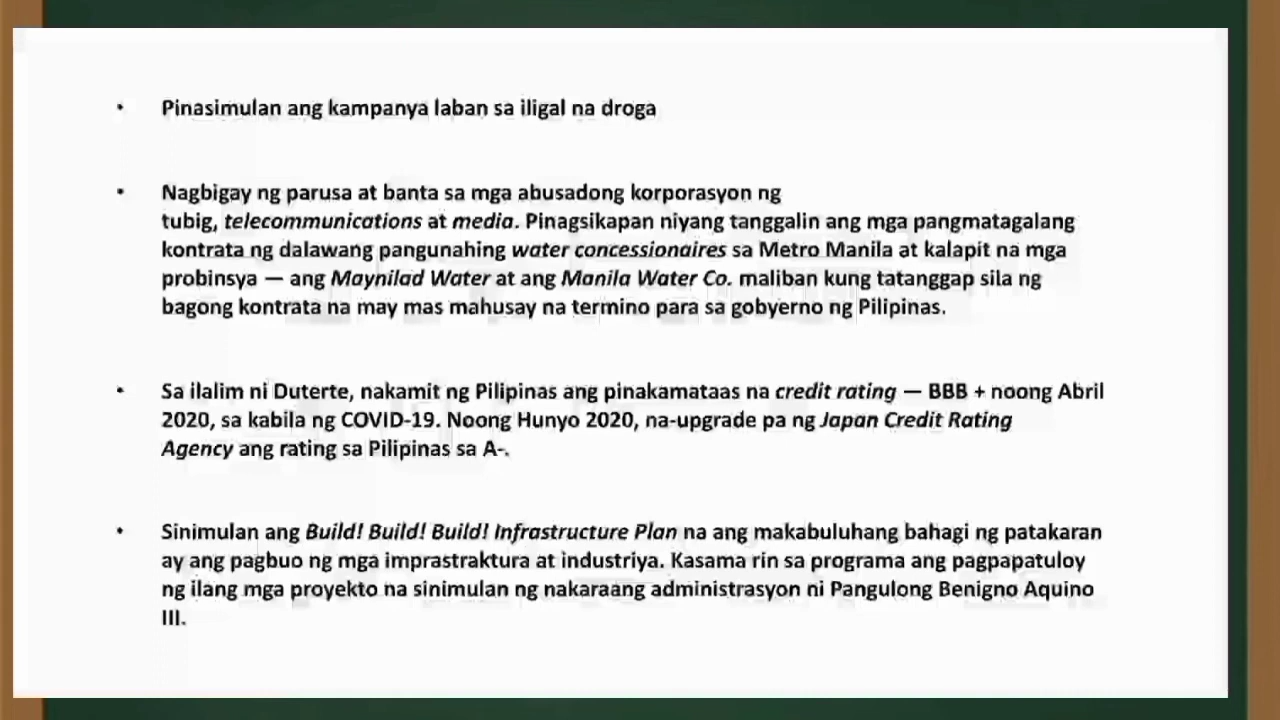 • Pinasimulan ang kampanya laban sa iligal na droga
• Nagbigay ng parusa at banta sa mga abusadong korporasyon ng
tubig, telecommunications at media. Pinagsikapan niyang tanggalin ang mga pangmatagalang
kontrata ng dalawang pangunahing water concessionaires sa Metro Manila at kalapit na mga
probinsya — ang Maynilad Water at ang Manila Water Co. maliban kung tatanggap sila ng
bagong kontrata na may mas mahusay na termino para sa gobyerno ng Pilipinas.
• Sa ilalim ni Duterte, nakamit ng Pilipinas ang pinakamataas na credit rating — BBB + noong Abril
2020, sa kabila ng COVID-19. Noong Hunyo 2020, na-upgrade pa ng Japan Credit Rating
Agency ang rating sa Pilipinas sa A-.
• Sinimulan ang Build! Build! Build! Infrastructure Plan na ang makabuluhang bahagi ng patakaran
ay ang pagbuo ng mga imprastraktura at industriya. Kasama rin sa programa ang pagpapatuloy
ng ilang mga proyekto na sinimulan ng nakaraang administrasyon ni Pangulong Benigno Aquino
III.